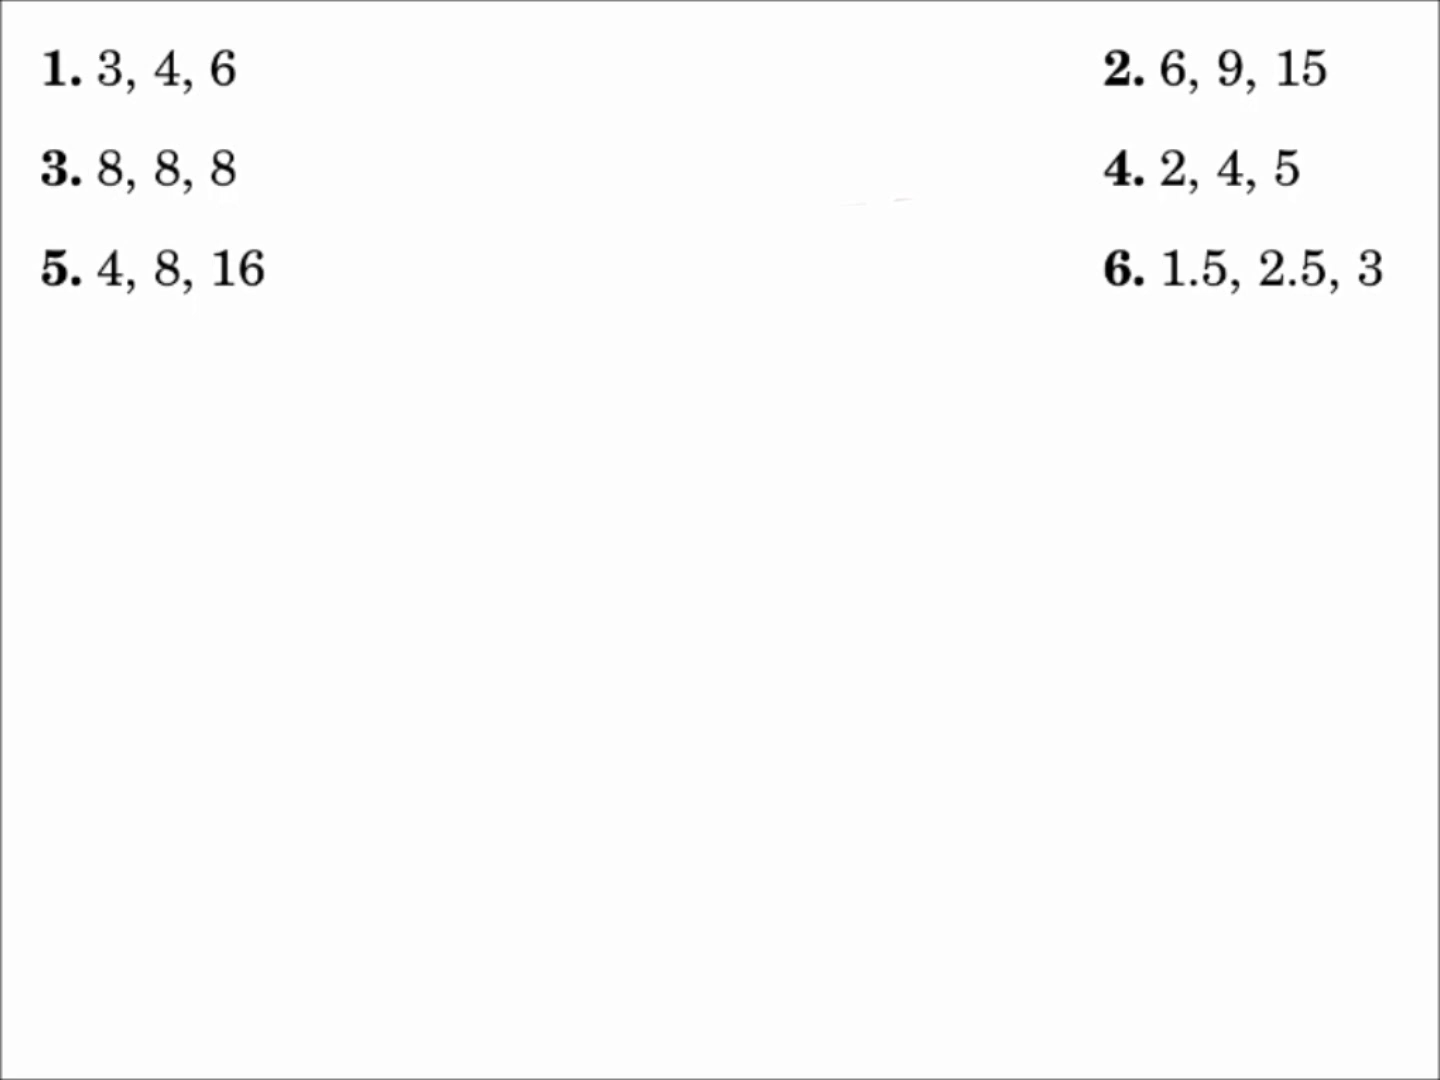 1. 3, 4, 6
2. 6, 9, 15
3. 8, 8, 8
4. 2, 4, 5
5. 4, 8, 16
6. 1.5, 2.5, 3